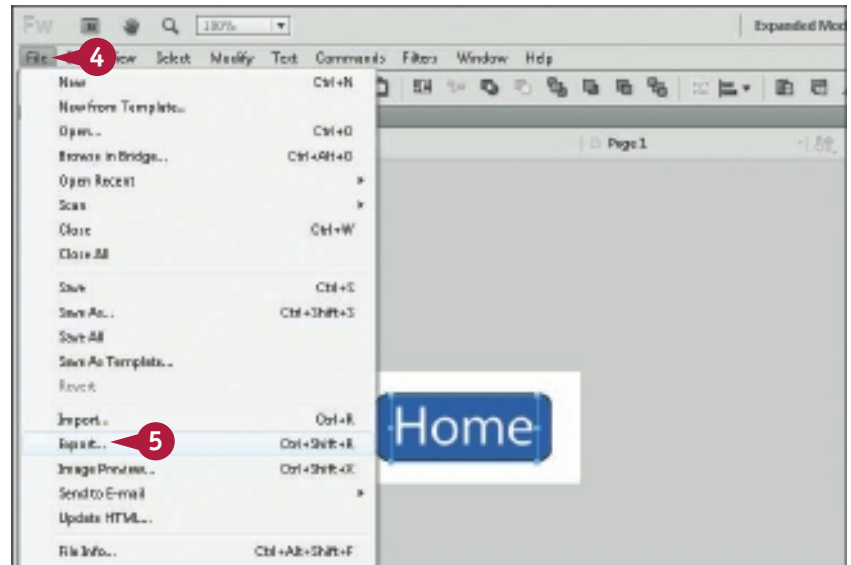 Fw 100% Expanded Mod
File 4 iew Select Modify Text Commands Filters Window Help
New Ctrl+N
New from Template...
Open... Ctrl+O
Browse in Bridge... Ctrl+Alt+O
Page 1
Open Recent
Scan
Close Ctrl+W
Close All
Save Ctrl+S
Save As... Ctrl+Shift+S
Save All
Save As Template...
Revert
Import... Ctrl+R
Export... 5 Ctrl+Shift+R
Home
Image Preview... Ctrl+Shift+X
Send to E-mail
Update HTML...
File Info... Ctrl+Alt+Shift+F